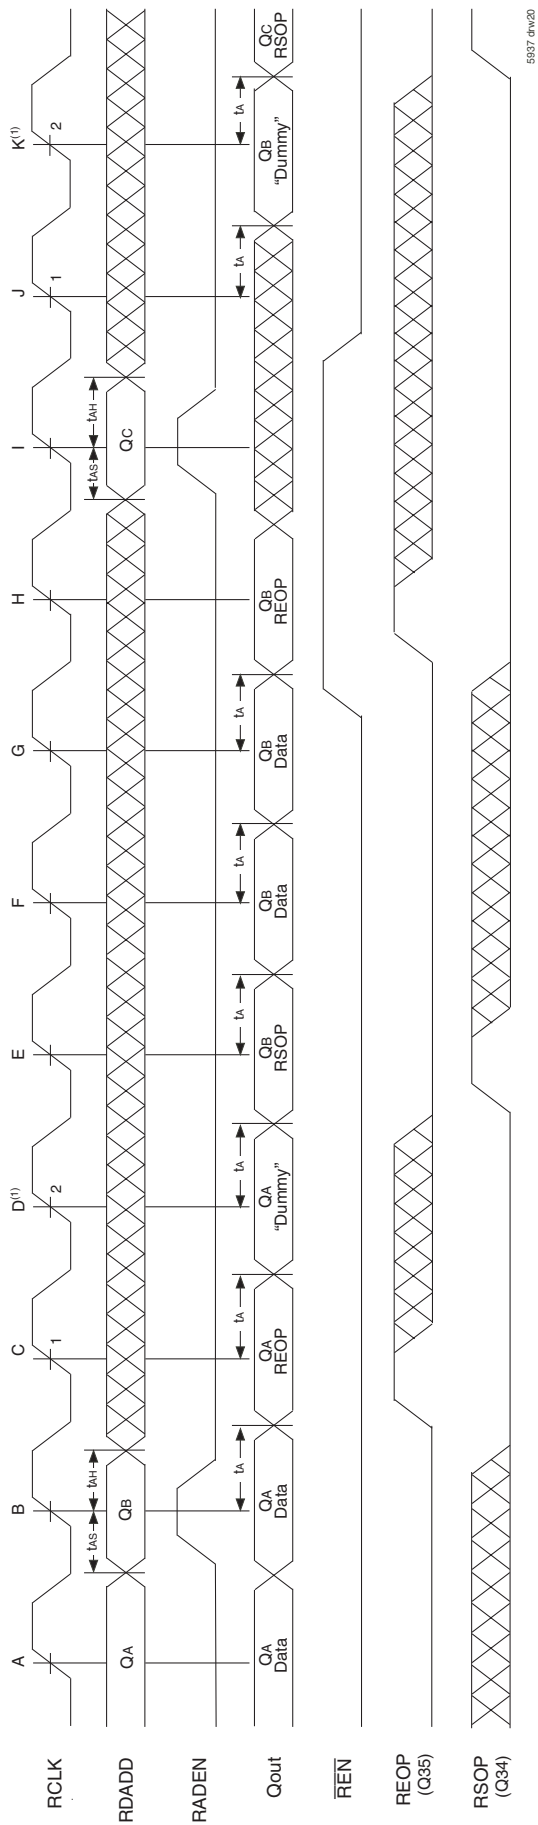 A B C D(1) E F G H I J K(1)
RCLK 1 2 1 2
tAS tAH tAS tAH
RDADD QA QB QC
RADEN
tA tA tA tA tA tA tA tA tA
Qout QA Data QA Data QA REOP QA "Dummy" QB RSOP QB Data QB Data QB REOP QB "Dummy" QC RSOP
REN
REOP (Q35)
RSOP (Q34)
5937 drw20